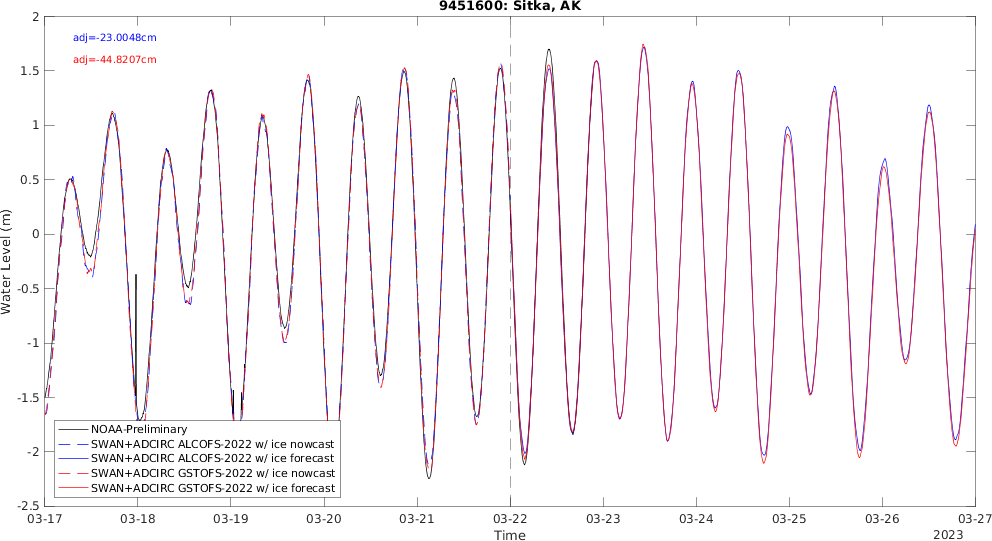 9451600: Sitka, AK
adj=-23.0048cm
adj=-44.8207cm
2
1.5
1
0.5
0
-0.5
-1
-1.5
-2
-2.5
Water Level (m)
NOAA-Preliminary
SWAN+ADCIRC ALCOFS-2022 w/ ice nowcast
SWAN+ADCIRC ALCOFS-2022 w/ ice forecast
SWAN+ADCIRC GSTOFS-2022 w/ ice nowcast
SWAN+ADCIRC GSTOFS-2022 w/ ice forecast
03-17 03-18 03-19 03-20 03-21 03-22 03-23 03-24 03-25 03-26 03-27
Time
2023